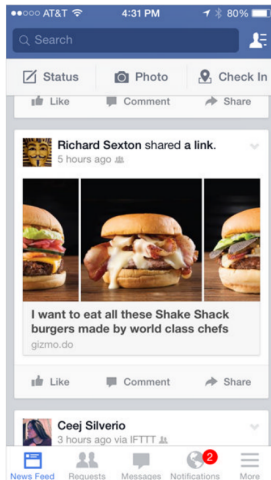 ●●○○○ AT&T 4:31 PM 80%
Search
Status Photo Check In
Like Comment Share
Richard Sexton shared a link.
5 hours ago
I want to eat all these Shake Shack
burgers made by world class chefs
gizmo.do
Like Comment Share
Ceej Silverio
3 hours ago via IFTTT
2
News Feed Requests Messages Notifications More